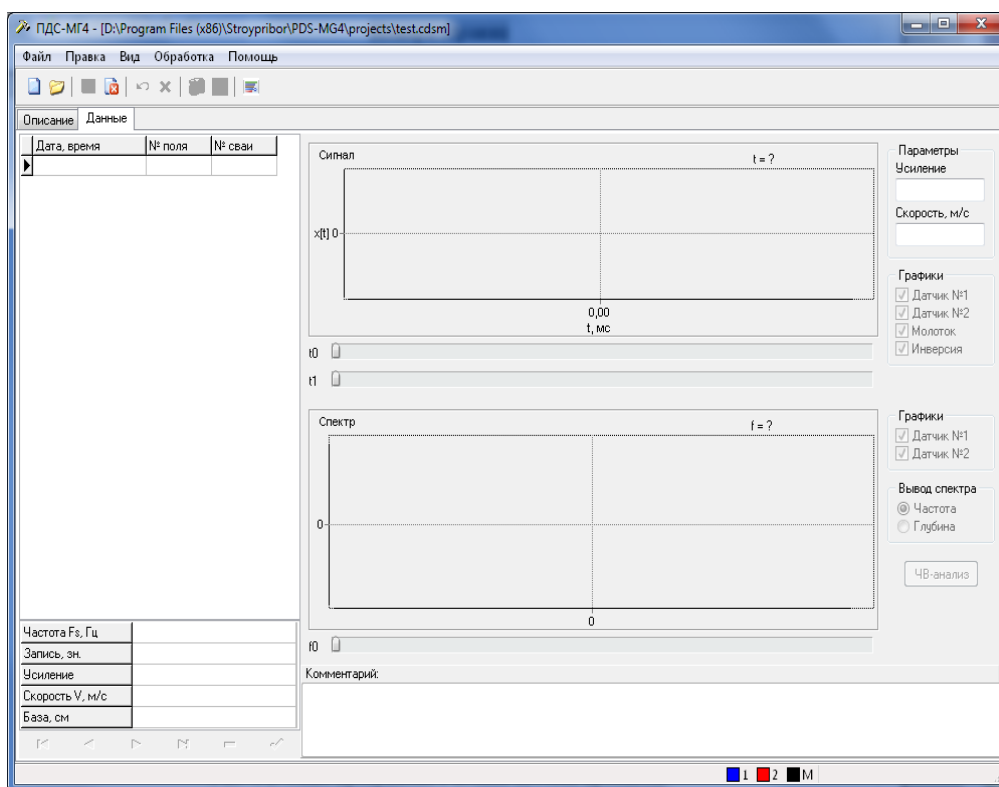 ПДС-МГ4 - [D:\Program Files (x86)\Stroypribor\PDS-MG4\projects\test.cdsm]
Файл Правка Вид Обработка Помощь
Описание Данные
Дата, время № поля № сваи
Сигнал t = ?
x[t] 0
0,00
t, мс
t0
t1
Параметры
Усиление
Скорость, м/с
Графики
Датчик №1
Датчик №2
Молоток
Инверсия
Спектр f = ?
0
0
f0
Графики
Датчик №1
Датчик №2
Вывод спектра
Частота
Глубина
ЧВ-анализ
Частота Fs, Гц
Запись, зн.
Усиление
Скорость V, м/с
База, см
Комментарий:
1 2 М